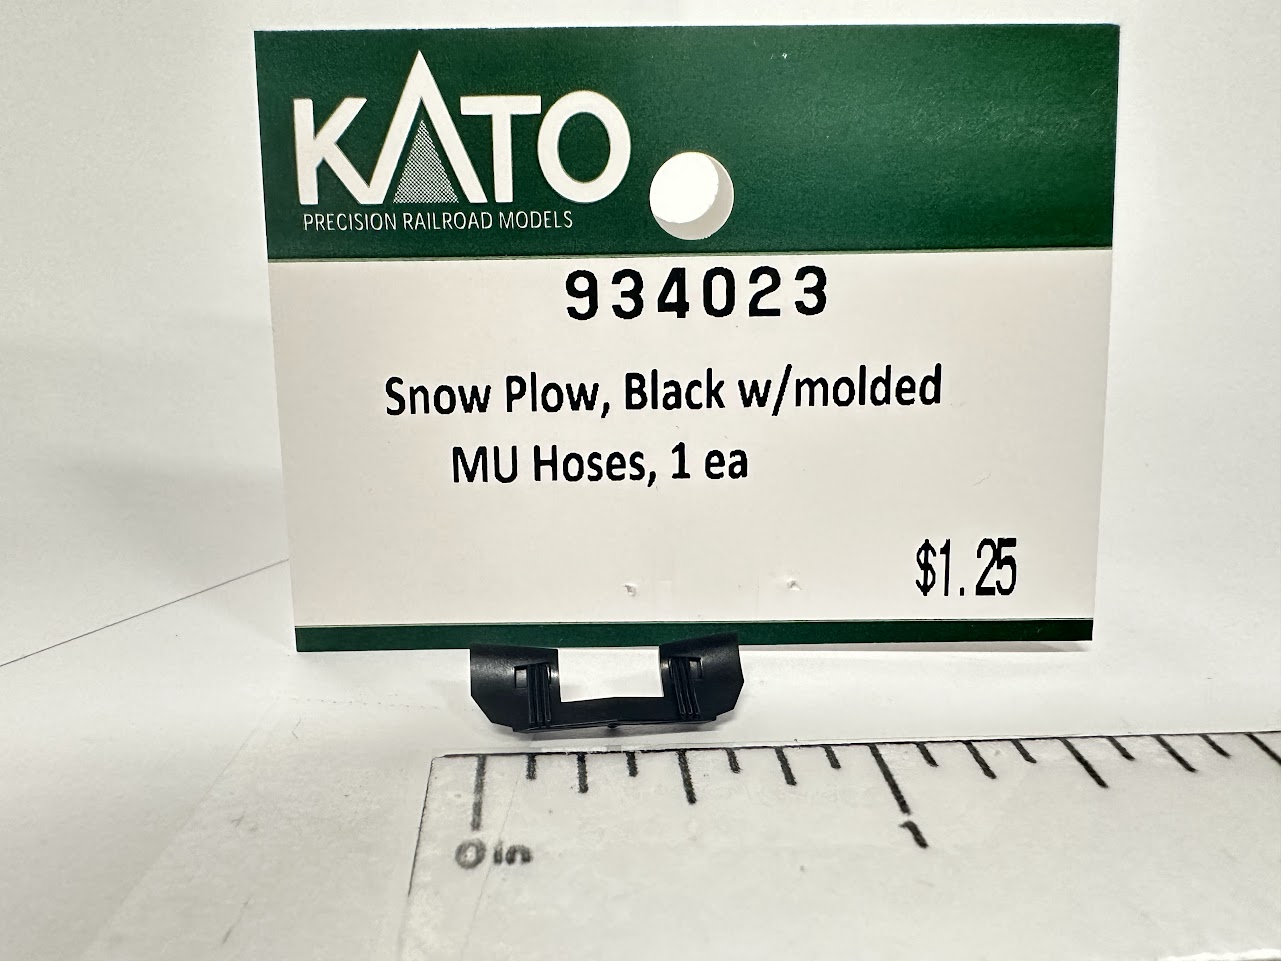 KATO
PRECISION RAILROAD MODELS
934023
Snow Plow, Black w/molded
MU Hoses, 1 ea
$1.25
0 in
1